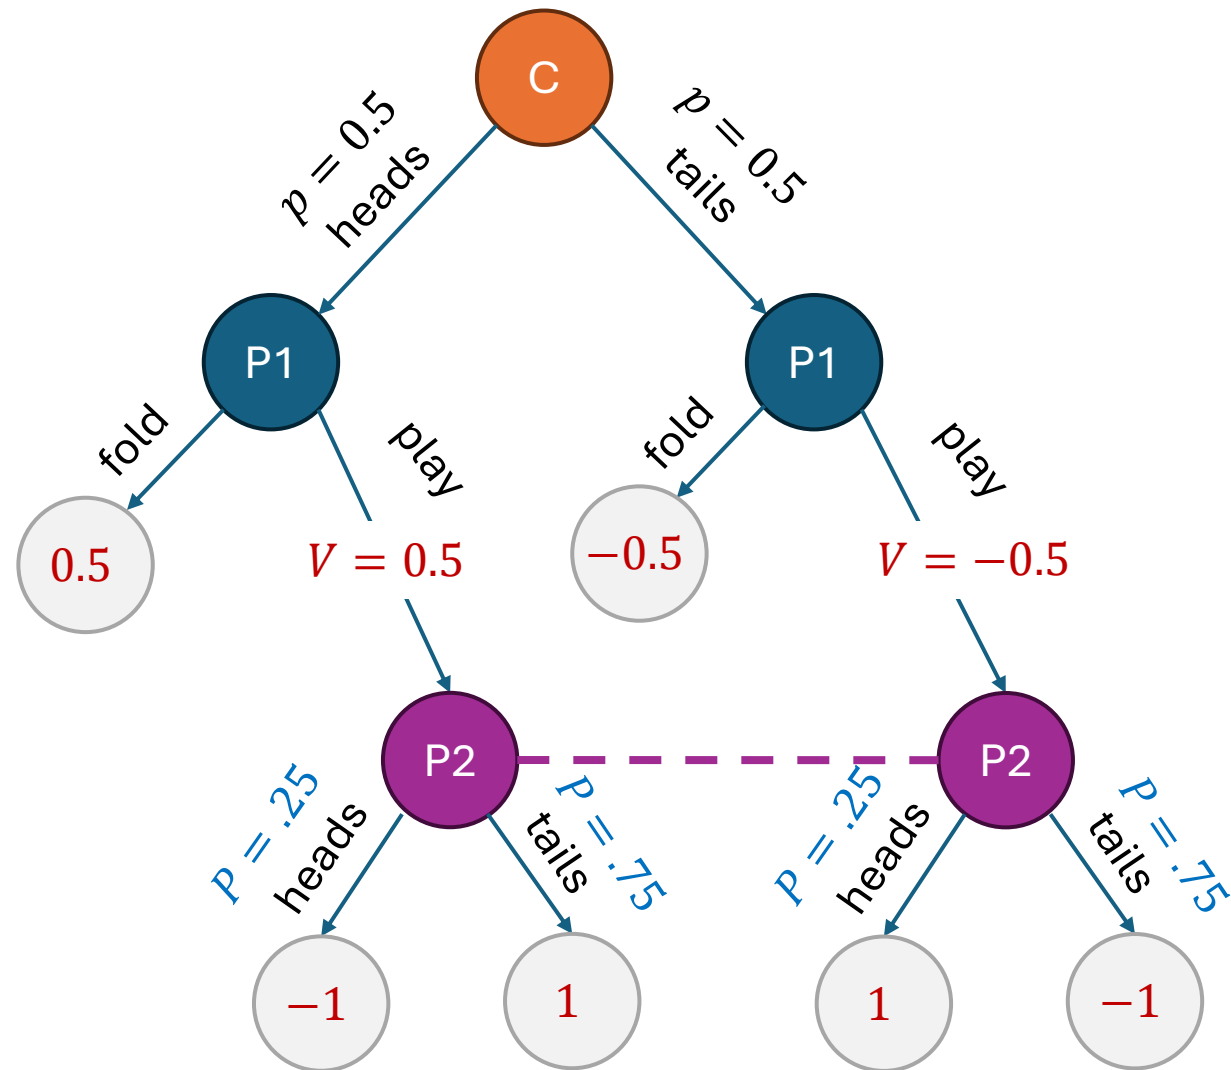 C
p = 0.5
heads
p = 0.5
tails
P1
P1
fold
play
fold
play
0.5
V = 0.5
−0.5
V = −0.5
P2
P2
P = .25
heads
P = .75
tails
P = .25
heads
P = .75
tails
−1
1
1
−1